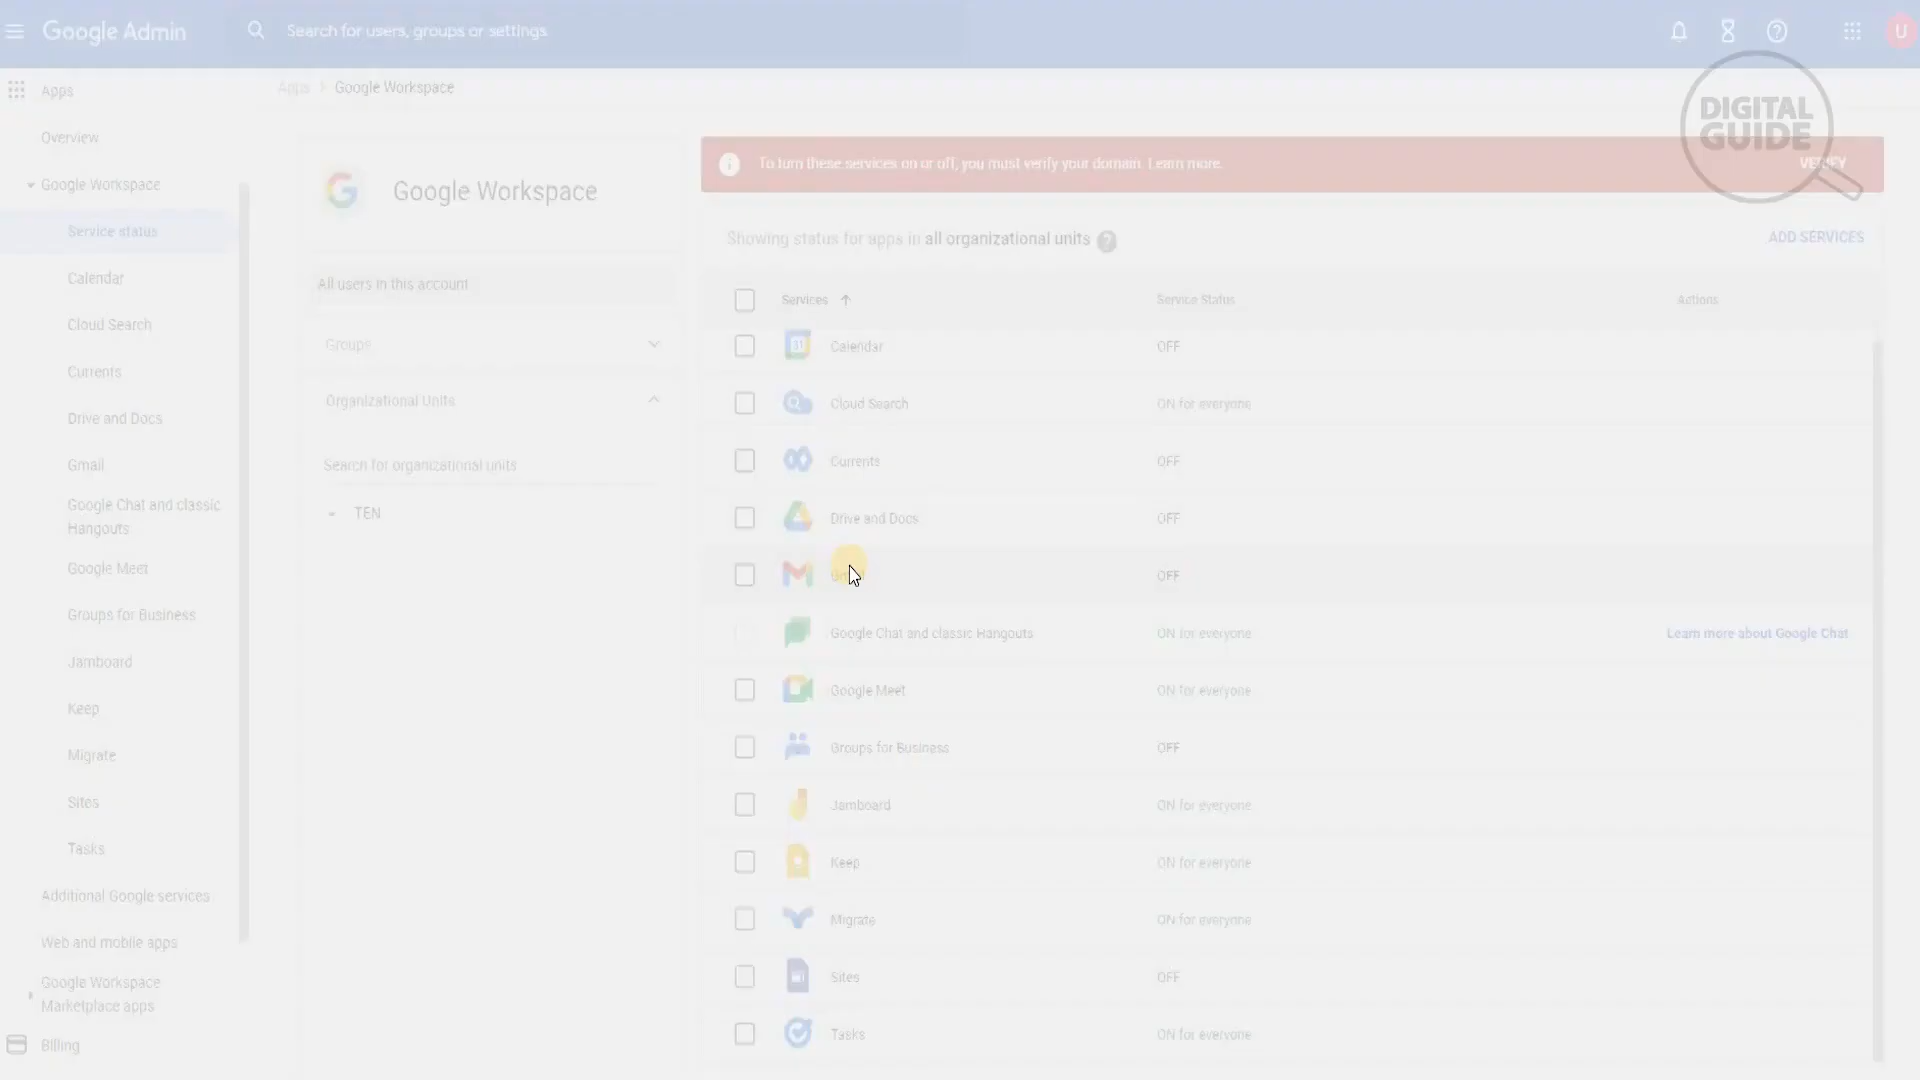 Google Admin
Search for users, groups or settings
U
DIGITAL
GUIDE
Apps
Overview
Google Workspace
Service status
Calendar
Cloud Search
Currents
Drive and Docs
Gmail
Google Chat and classic
Hangouts
Google Meet
Groups for Business
Jamboard
Keep
Migrate
Sites
Tasks
Additional Google services
Web and mobile apps
Google Workspace
Marketplace apps
Billing
Apps > Google Workspace
Google Workspace
All users in this account
Groups
Organizational Units
Search for organizational units
TEN
To turn these services on or off, you must verify your domain. Learn more.
VERIFY
Showing status for apps in all organizational units
ADD SERVICES
Services Service Status Actions
Calendar OFF
Cloud Search ON for everyone
Currents OFF
Drive and Docs OFF
OFF
Google Chat and classic Hangouts ON for everyone Learn more about Google Chat
Google Meet ON for everyone
Groups for Business OFF
Jamboard ON for everyone
Keep ON for everyone
Migrate ON for everyone
Sites OFF
Tasks ON for everyone